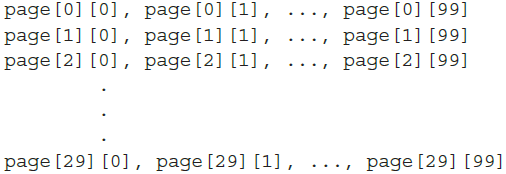 page[0][0], page[0][1], ..., page[0][99]
page[1][0], page[1][1], ..., page[1][99]
page[2][0], page[2][1], ..., page[2][99]
.
.
.
page[29][0], page[29][1], ..., page[29][99]